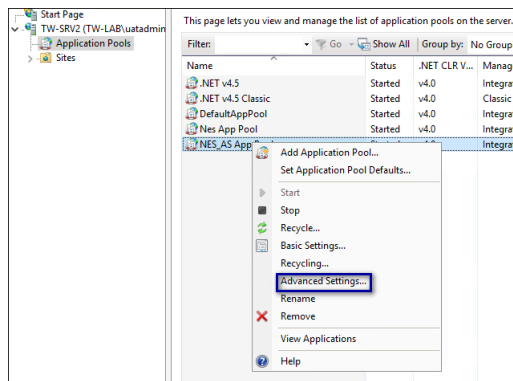 Start Page
TW-SRV2 (TW-LAB\uatadmin
Application Pools
Sites
This page lets you view and manage the list of application pools on the server.
Filter: Go Show All Group by: No Group
Name Status .NET CLR V... Manag
.NET v4.5 Started v4.0 Integra
.NET v4.5 Classic Started v4.0 Classic
DefaultAppPool Started v4.0 Integra
Nes App Pool Started v4.0 Integra
NES_AS App Integra
Add Application Pool...
Set Application Pool Defaults...
Start
Stop
Recycle...
Basic Settings...
Recycling...
Advanced Settings...
Rename
Remove
View Applications
Help